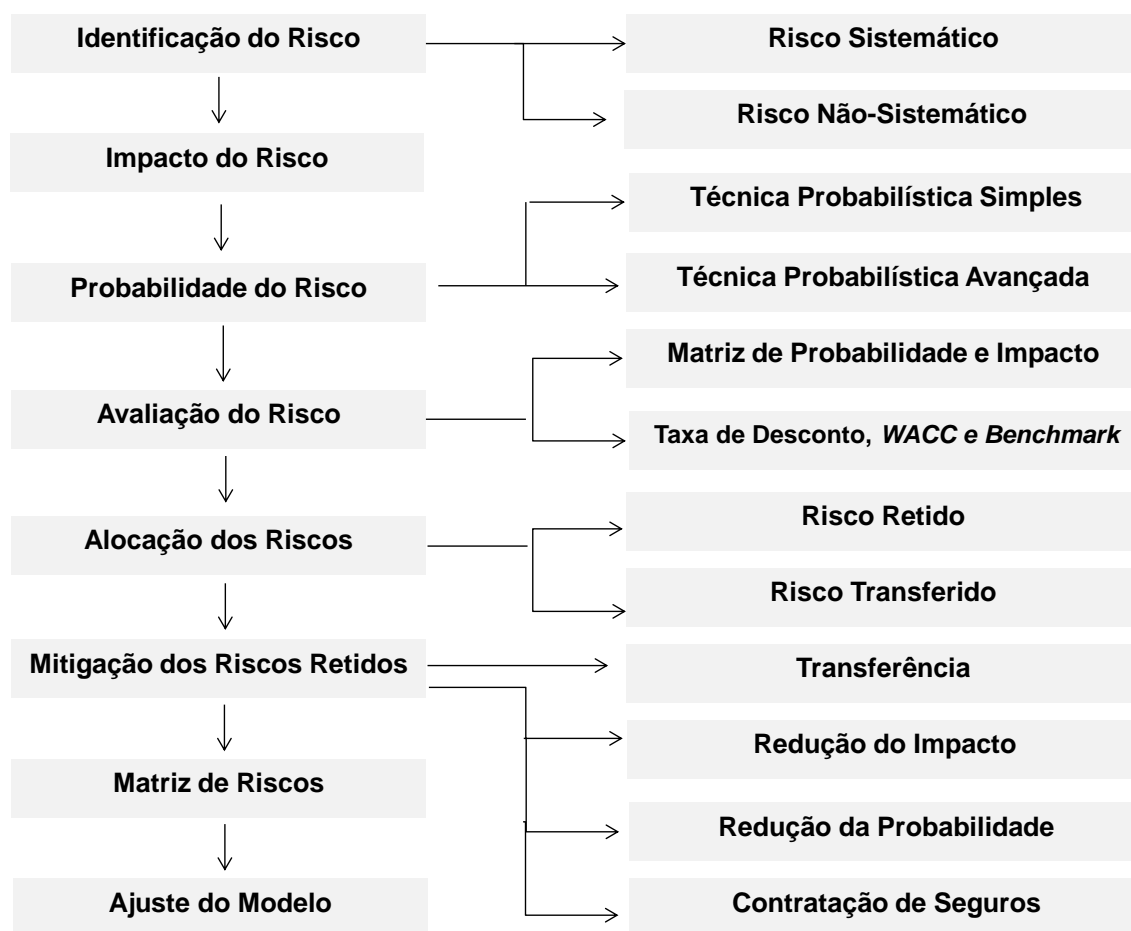 Identificação do Risco
Risco Sistemático
Risco Não-Sistemático
Impacto do Risco
Técnica Probabilística Simples
Probabilidade do Risco
Técnica Probabilística Avançada
Matriz de Probabilidade e Impacto
Avaliação do Risco
Taxa de Desconto, WACC e Benchmark
Alocação dos Riscos
Risco Retido
Risco Transferido
Mitigação dos Riscos Retidos
Transferência
Redução do Impacto
Matriz de Riscos
Redução da Probabilidade
Ajuste do Modelo
Contratação de Seguros